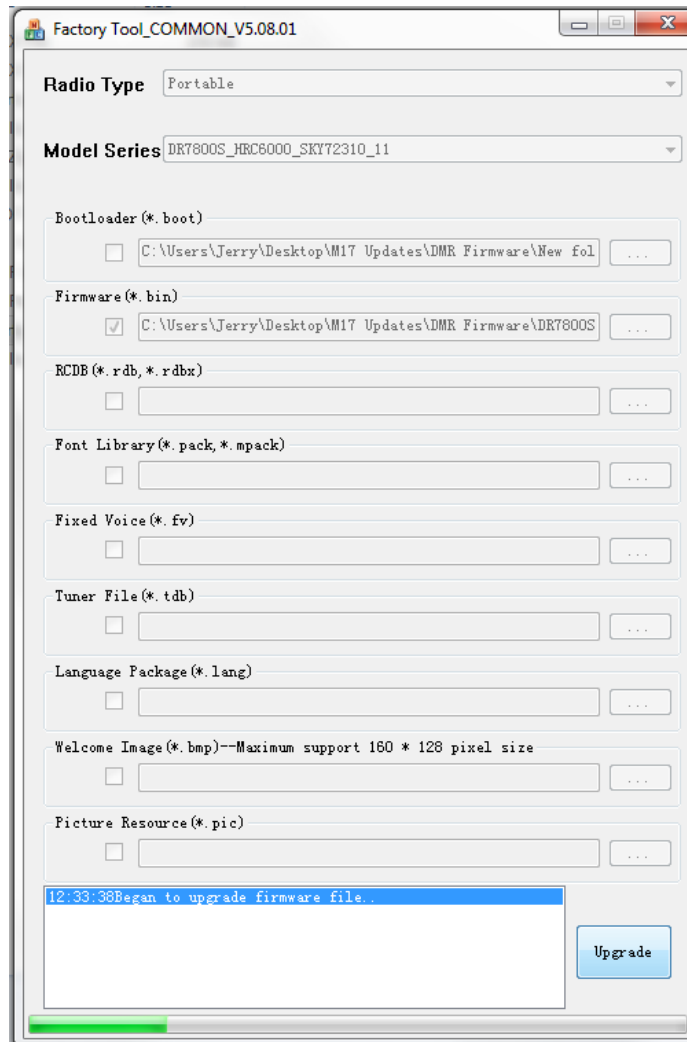 Factory Tool_COMMON_V5.08.01
Radio Type Portable
Model Series DR7800S_HRC6000_SKY72310_11
Bootloader(*.boot)
C:\Users\Jerry\Desktop\M17 Updates\DMR Firmware\New fol ...
Firmware(*.bin)
C:\Users\Jerry\Desktop\M17 Updates\DMR Firmware\DR7800S ...
RCDB(*.rdb,*.rdbx)
...
Font Library(*.pack,*.mpack)
...
Fixed Voice(*.fv)
...
Tuner File(*.tdb)
...
Language Package(*.lang)
...
Welcome Image(*.bmp)--Maximum support 160 * 128 pixel size
...
Picture Resource(*.pic)
...
12:33:38Began to upgrade firmware file..
Upgrade